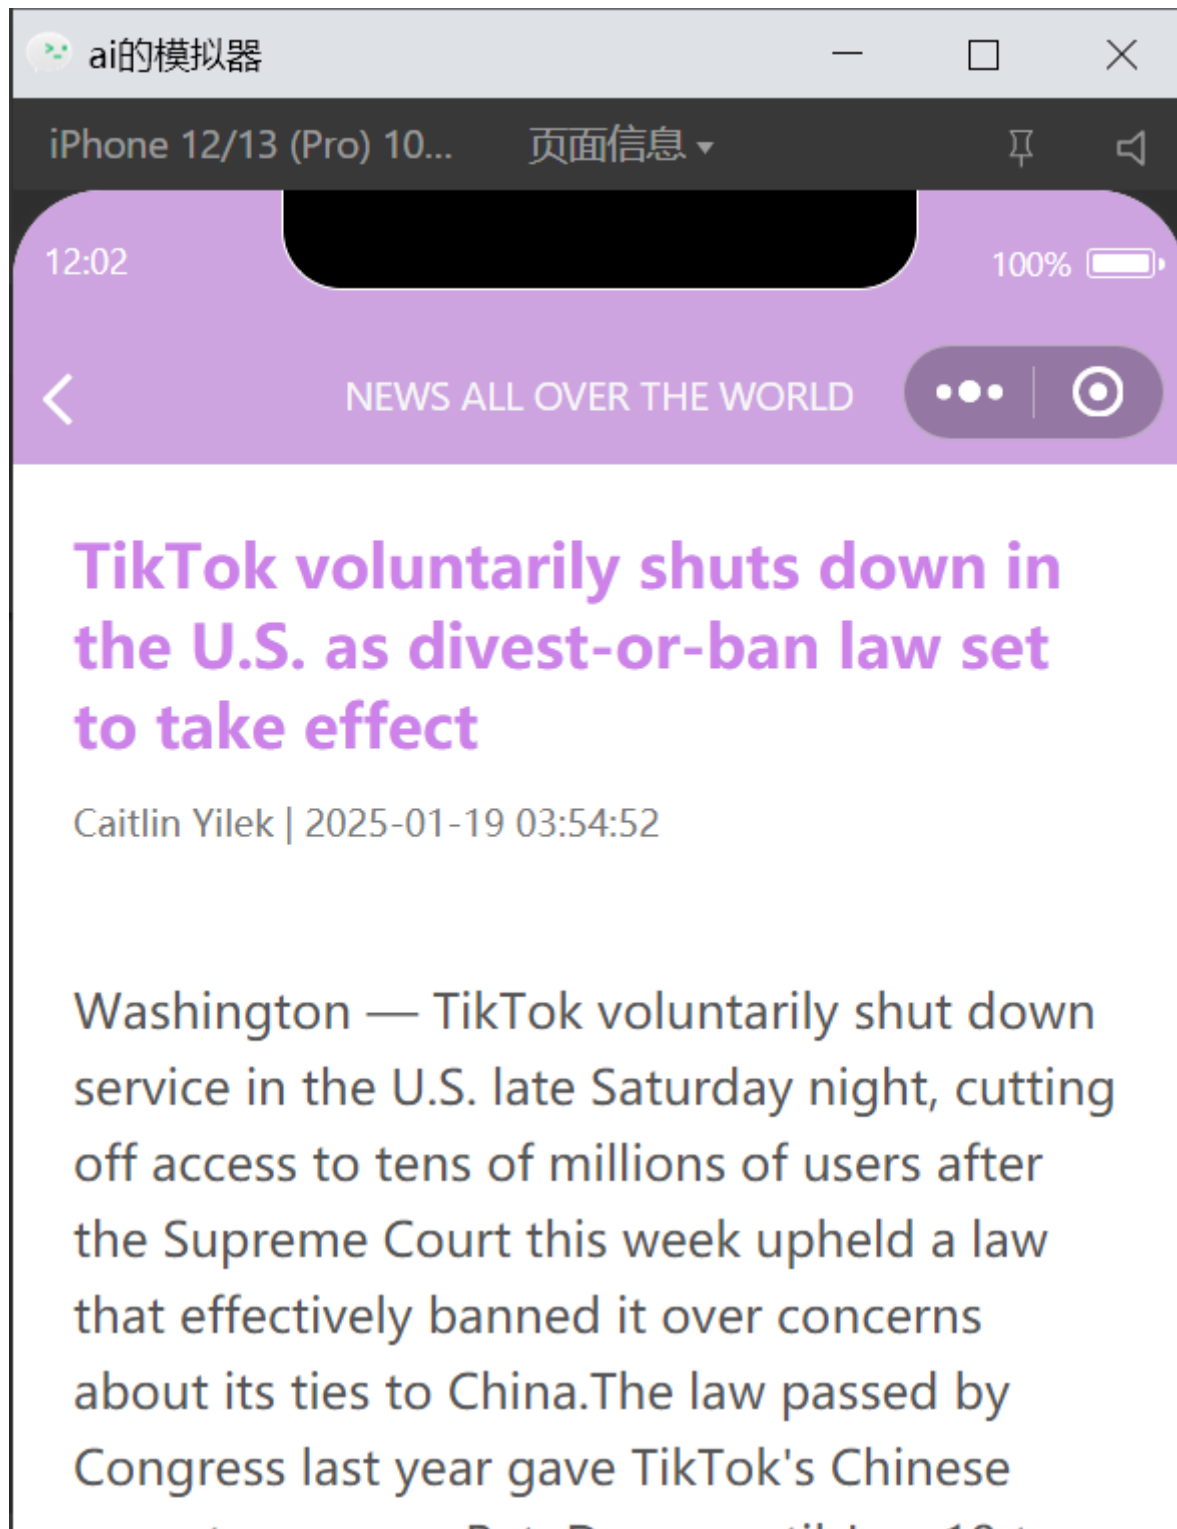 ai的模拟器
iPhone 12/13 (Pro) 10... 页面信息
12:02 100%
NEWS ALL OVER THE WORLD
TikTok voluntarily shuts down in
the U.S. as divest-or-ban law set
to take effect
Caitlin Yilek | 2025-01-19 03:54:52
Washington — TikTok voluntarily shut down
service in the U.S. late Saturday night, cutting
off access to tens of millions of users after
the Supreme Court this week upheld a law
that effectively banned it over concerns
about its ties to China.The law passed by
Congress last year gave TikTok's Chinese